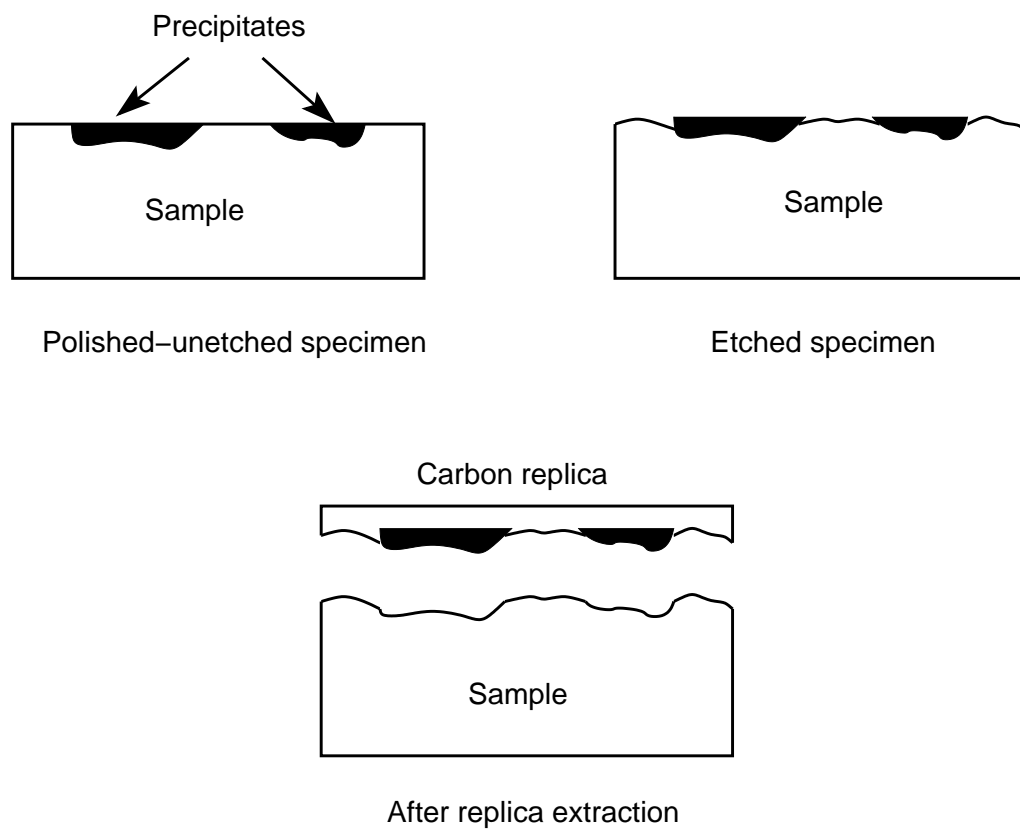 Precipitates
Sample
Sample
Polished−unetched specimen
Etched specimen
Carbon replica
Sample
After replica extraction